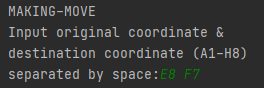 MAKING-MOVE
Input original coordinate &
destination coordinate (A1-H8)
separated by space:E8 F7